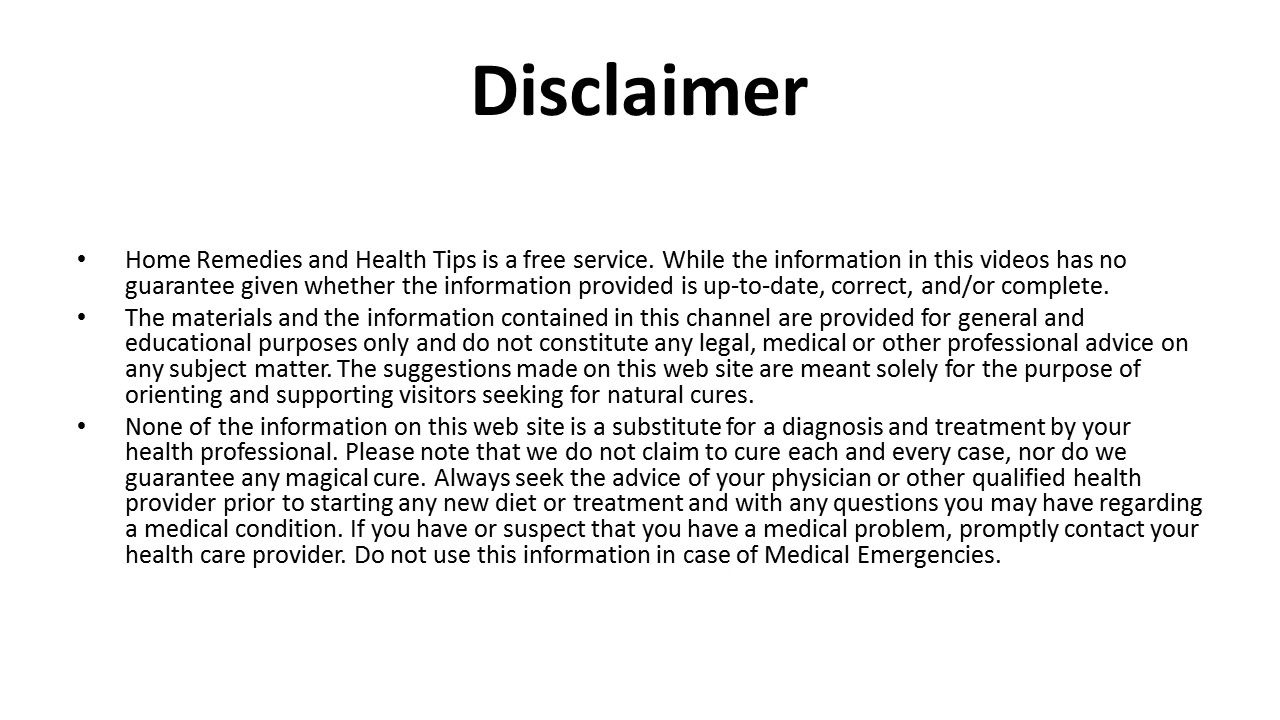 Disclaimer
• Home Remedies and Health Tips is a free service. While the information in this videos has no
guarantee given whether the information provided is up-to-date, correct, and/or complete.
• The materials and the information contained in this channel are provided for general and
educational purposes only and do not constitute any legal, medical or other professional advice on
any subject matter. The suggestions made on this web site are meant solely for the purpose of
orienting and supporting visitors seeking for natural cures.
• None of the information on this web site is a substitute for a diagnosis and treatment by your
health professional. Please note that we do not claim to cure each and every case, nor do we
guarantee any magical cure. Always seek the advice of your physician or other qualified health
provider prior to starting any new diet or treatment and with any questions you may have regarding
a medical condition. If you have or suspect that you have a medical problem, promptly contact your
health care provider. Do not use this information in case of Medical Emergencies.